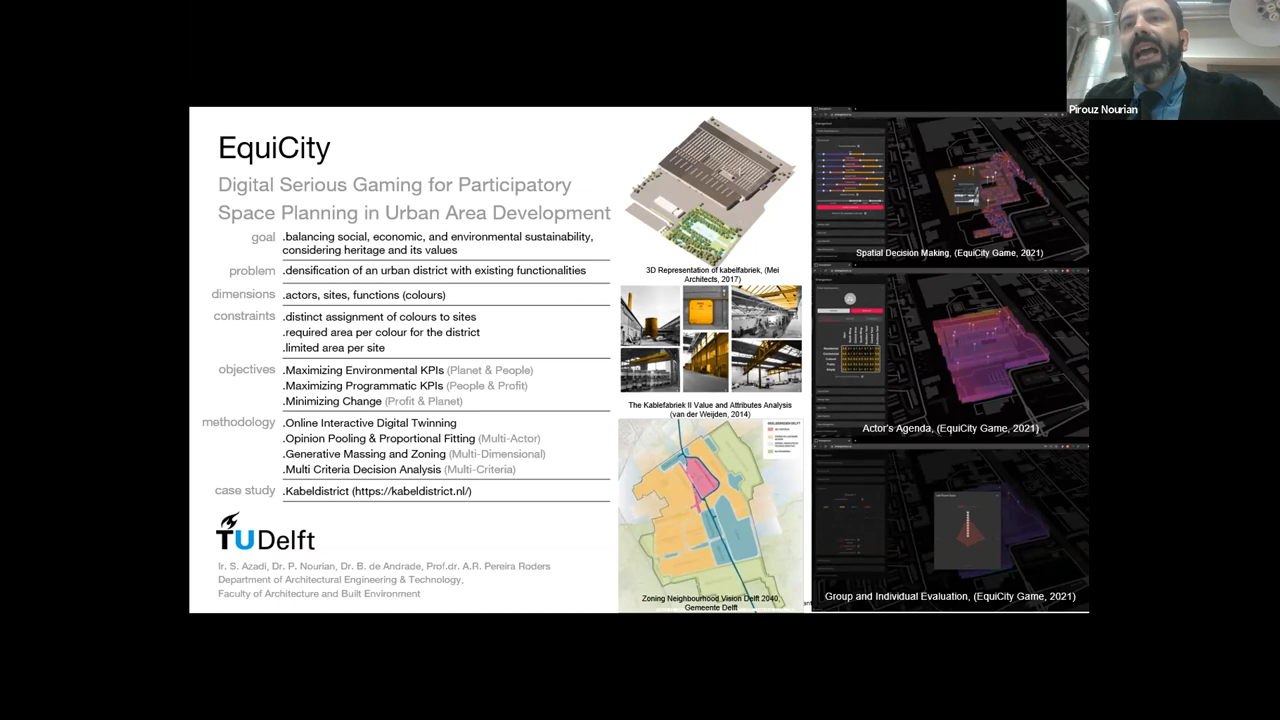 Pirouz Nourian
EquiCity
Digital Serious Gaming for Participatory
Space Planning in Urban Area Development
goal
.balancing social, economic, and environmental sustainability,
considering heritage and its values
problem
.densification of an urban district with existing functionalities
dimensions
.actors, sites, functions (colours)
constraints
.distinct assignment of colours to sites
.required area per colour for the district
.limited area per site
objectives
.Maximizing Environmental KPIs (Planet & People)
.Maximizing Programmatic KPIs (People & Profit)
.Minimizing Change (Profit & Planet)
methodology
.Online Interactive Digital Twinning
.Opinion Pooling & Proportional Fitting (Multi-Actor)
.Generative Massing and Zoning (Multi-Dimensional)
.Multi Criteria Decision Analysis (Multi-Criteria)
case study
.Kabeldistrict (https://kabeldistrict.nl/)
TUDelft
Ir. S. Azadi, Dr. P. Nourian, Dr. B. de Andrade, Prof.dr. A.R. Pereira Roders
Department of Architectural Engineering & Technology,
Faculty of Architecture and Built Environment
3D Representation of kabelfabriek, (Mei
Architects, 2017)
The Kablefabriek II Value and Attributes Analysis
(van der Weijden, 2014)
Zoning Neighbourhood Vision Delft 2040,
Gemeente Delft
Spatial Decision Making, (EquiCity Game, 2021)
Actor's Agenda, (EquiCity Game, 2021)
Group and Individual Evaluation, (EquiCity Game, 2021)